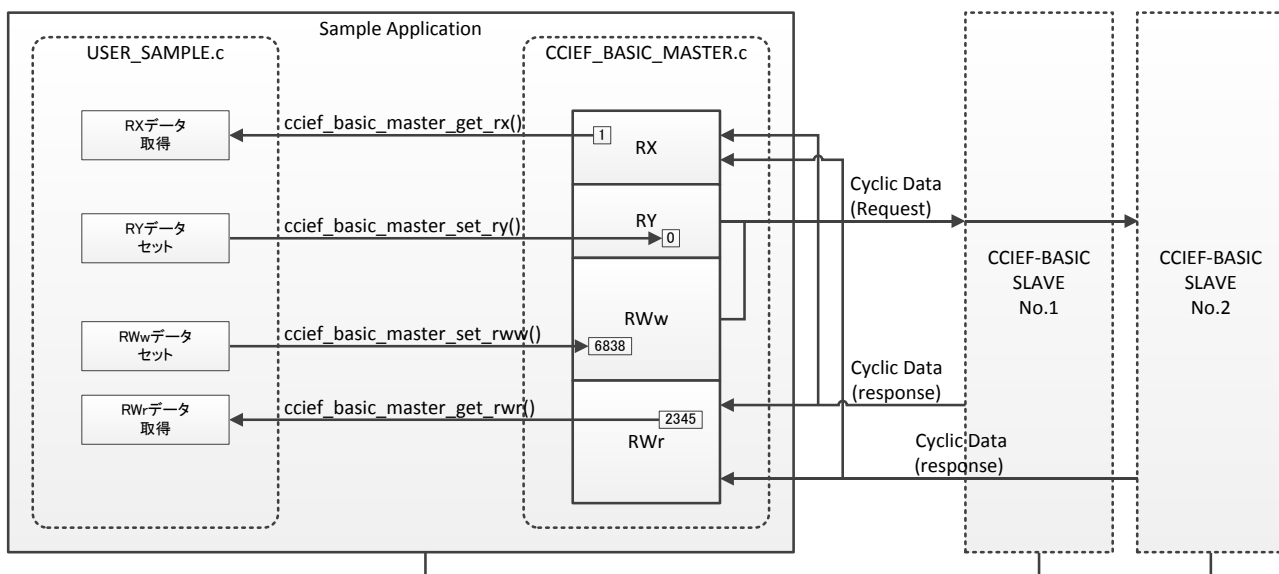 Sample Application
USER_SAMPLE.c
CCIEF_BASIC_MASTER.c
RXデータ
取得
ccief_basic_master_get_rx()
1
RX
RYデータ
セット
ccief_basic_master_set_ry()
RY
0
RWwデータ
セット
ccief_basic_master_set_rww()
RWw
6838
RWrデータ
取得
ccief_basic_master_get_rwr()
2345
RWr
Cyclic Data
(Request)
Cyclic Data
(response)
Cyclic Data
(response)
CCIEF-BASIC
SLAVE
No.1
CCIEF-BASIC
SLAVE
No.2